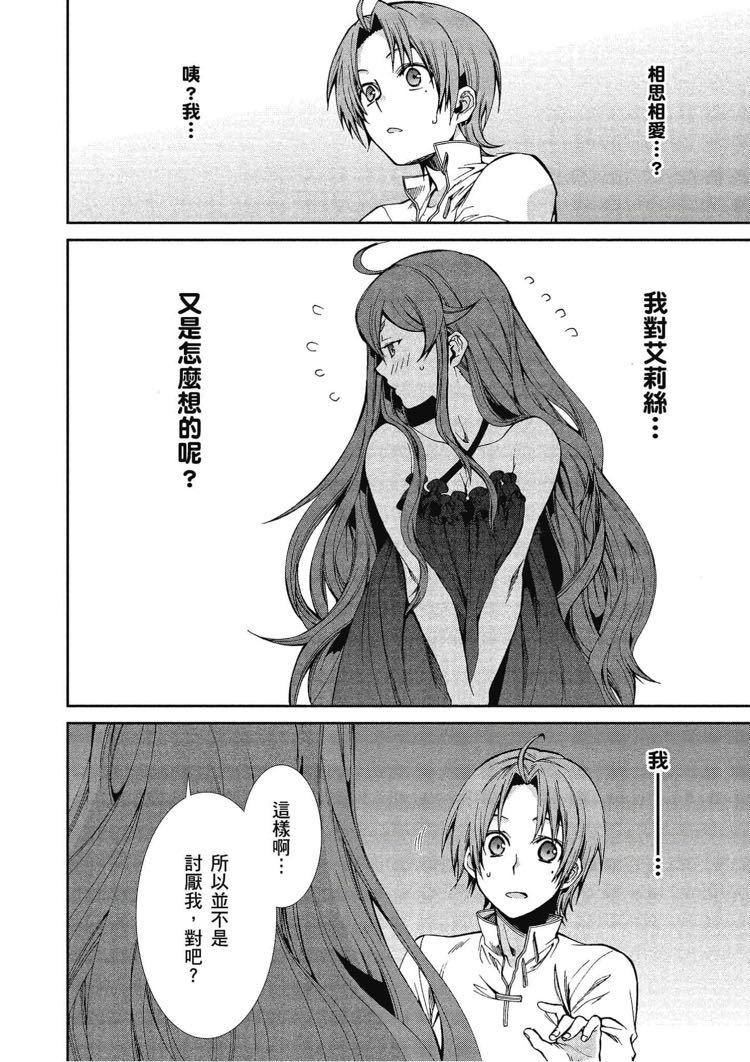 相思相愛…?
咦?我…
我對艾莉絲…
又是怎麼想的呢?
我——…
這樣啊…
所以並不是
討厭我,對吧?